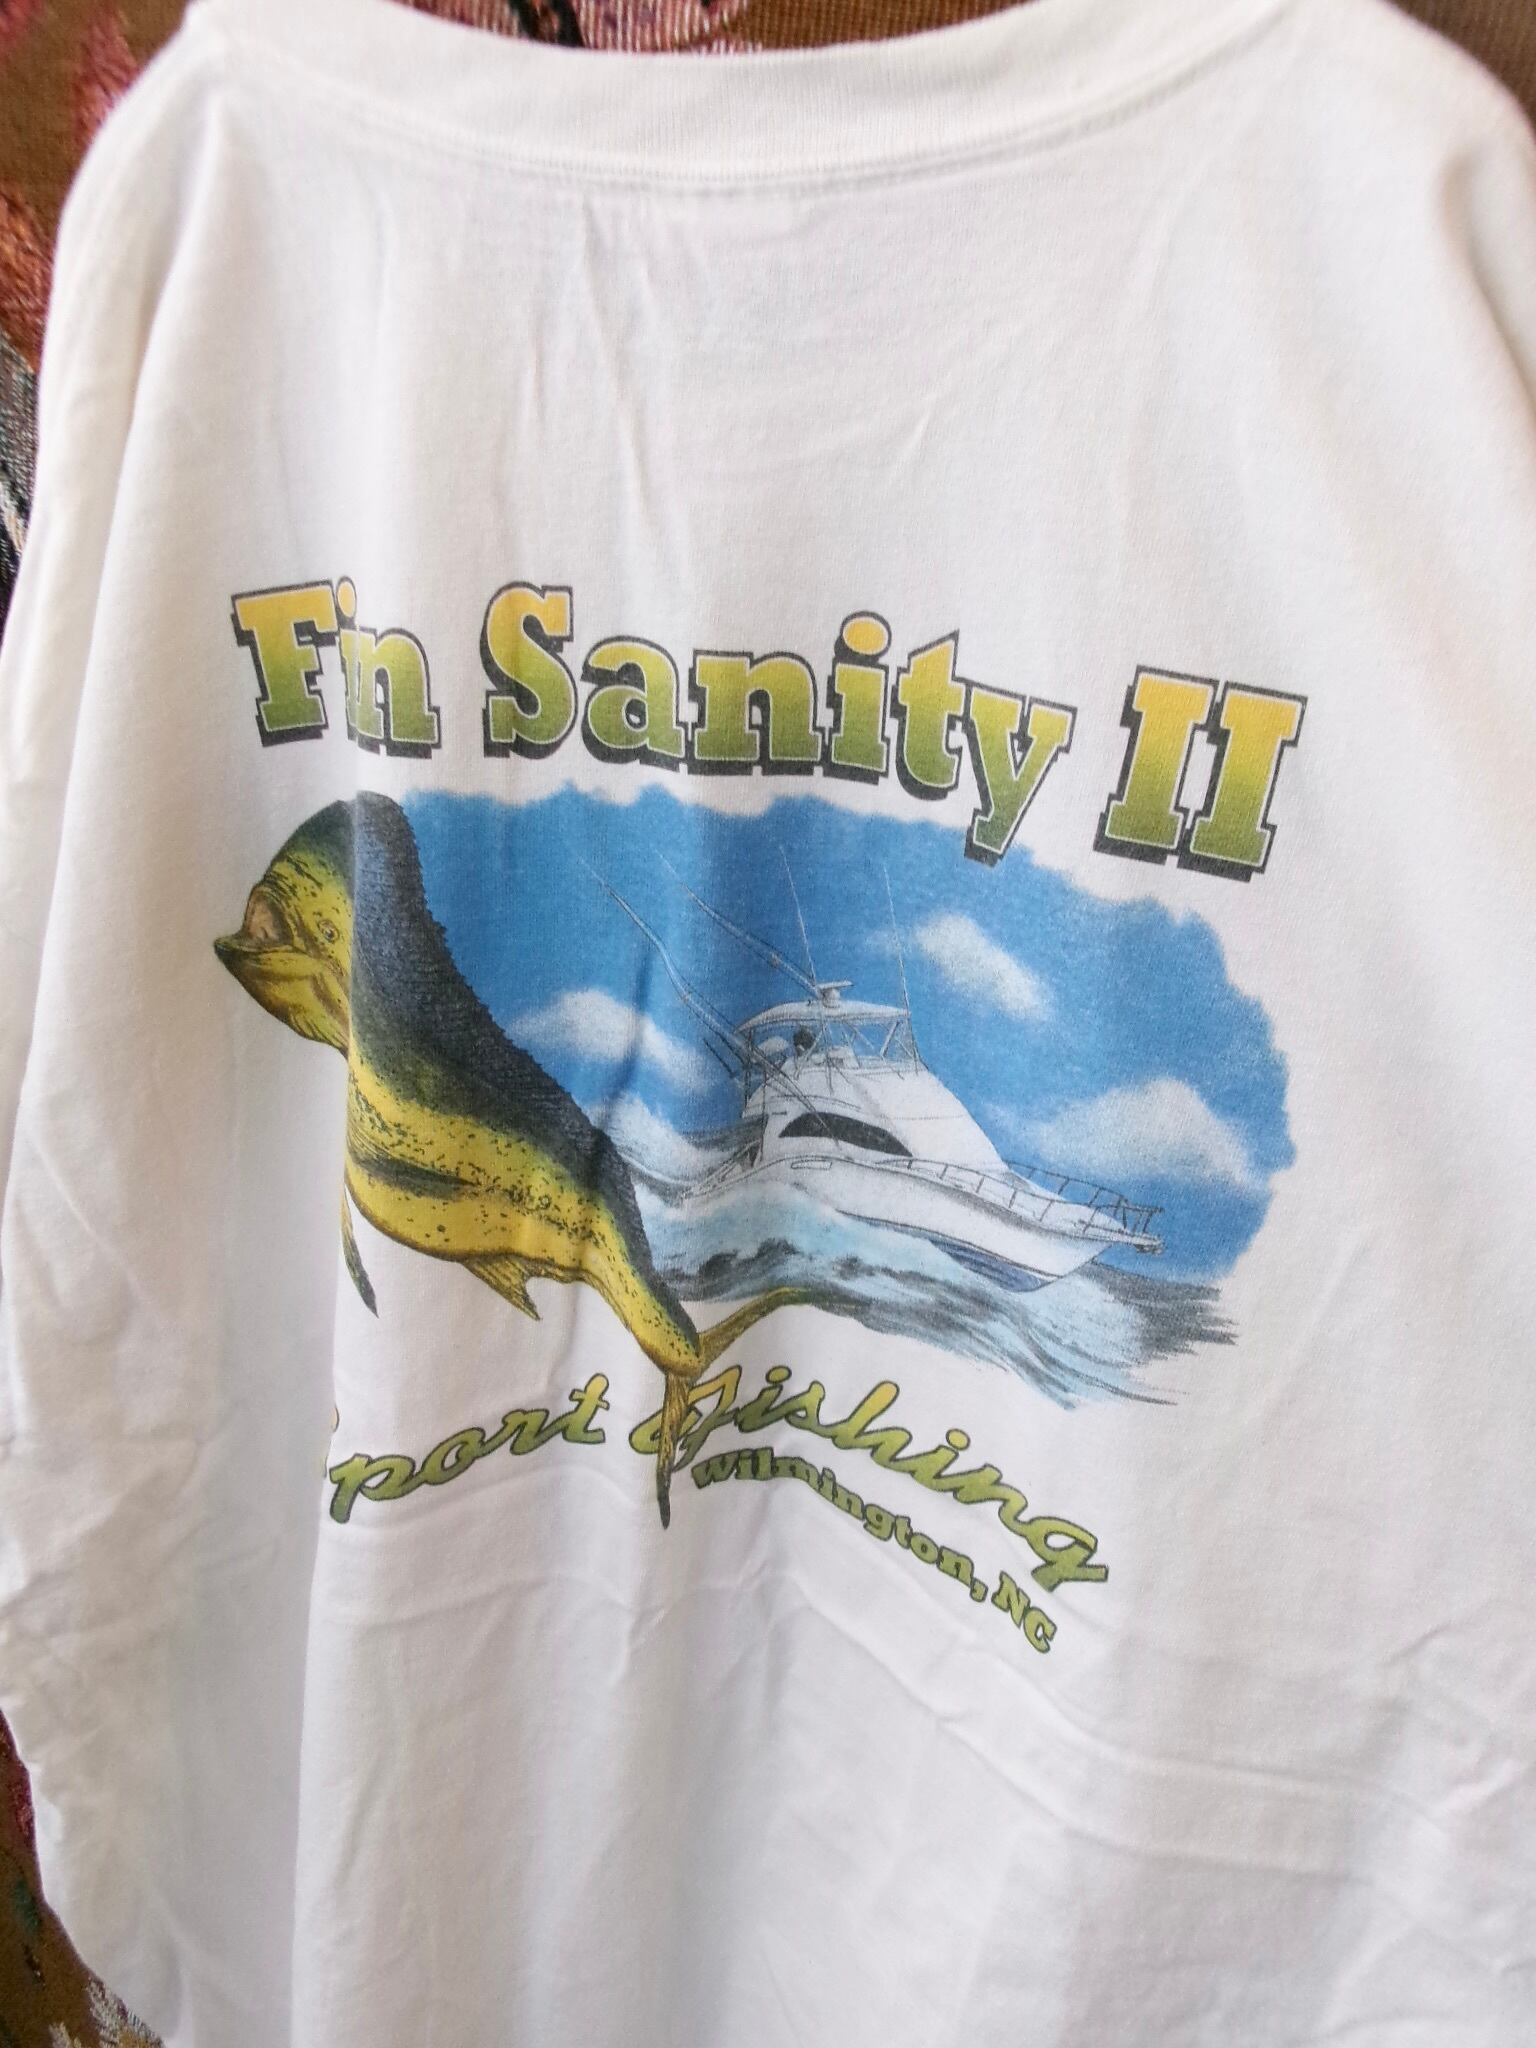 Fin Sanity II
Sport Fishing
Wilmington, NC